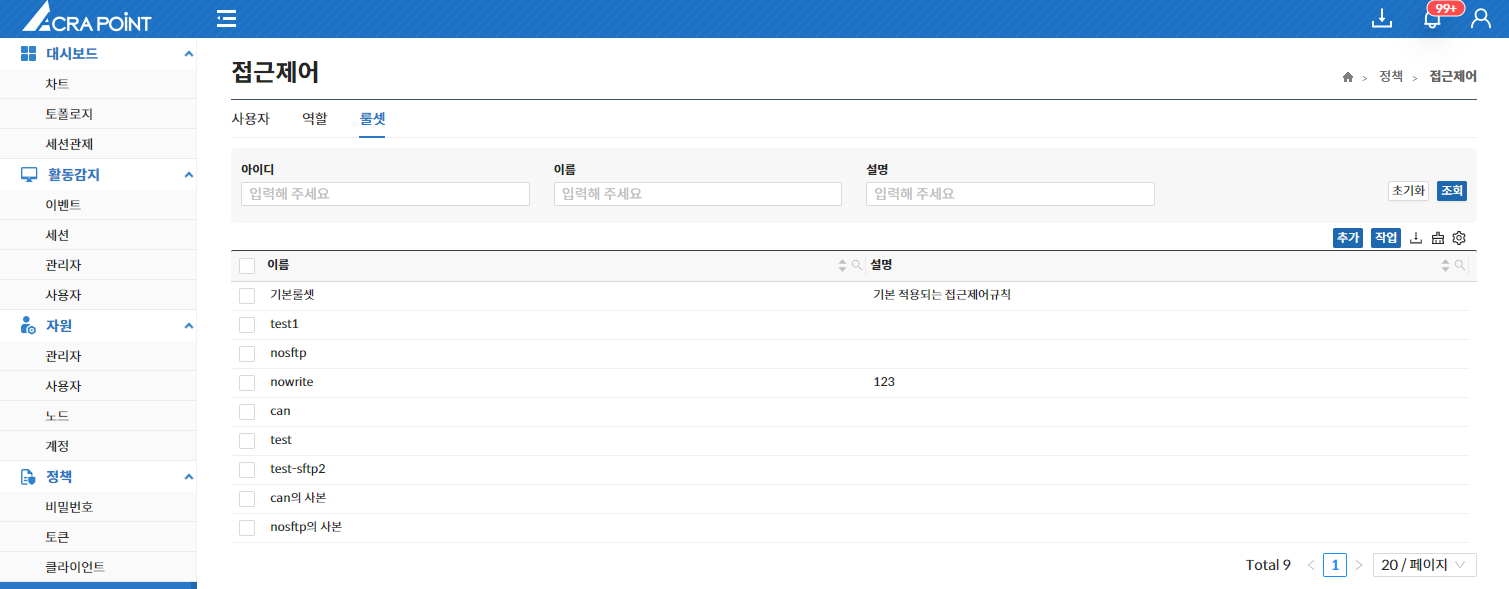 ACRA POINT
99+
대시보드
차트
토폴로지
세션관제
활동감지
이벤트
세션
관리자
사용자
자원
관리자
사용자
노드
계정
정책
비밀번호
토큰
클라이언트
접근제어
> 정책 > 접근제어
사용자 역할 룰셋
아이디 이름 설명
입력해 주세요 입력해 주세요 입력해 주세요 초기화 조회
추가 작업
이름 설명
기본룰셋 기본 적용되는 접근제어규칙
test1
nosftp
nowrite 123
can
test
test-sftp2
can의 사본
nosftp의 사본
Total 9 < 1 > 20 / 페이지